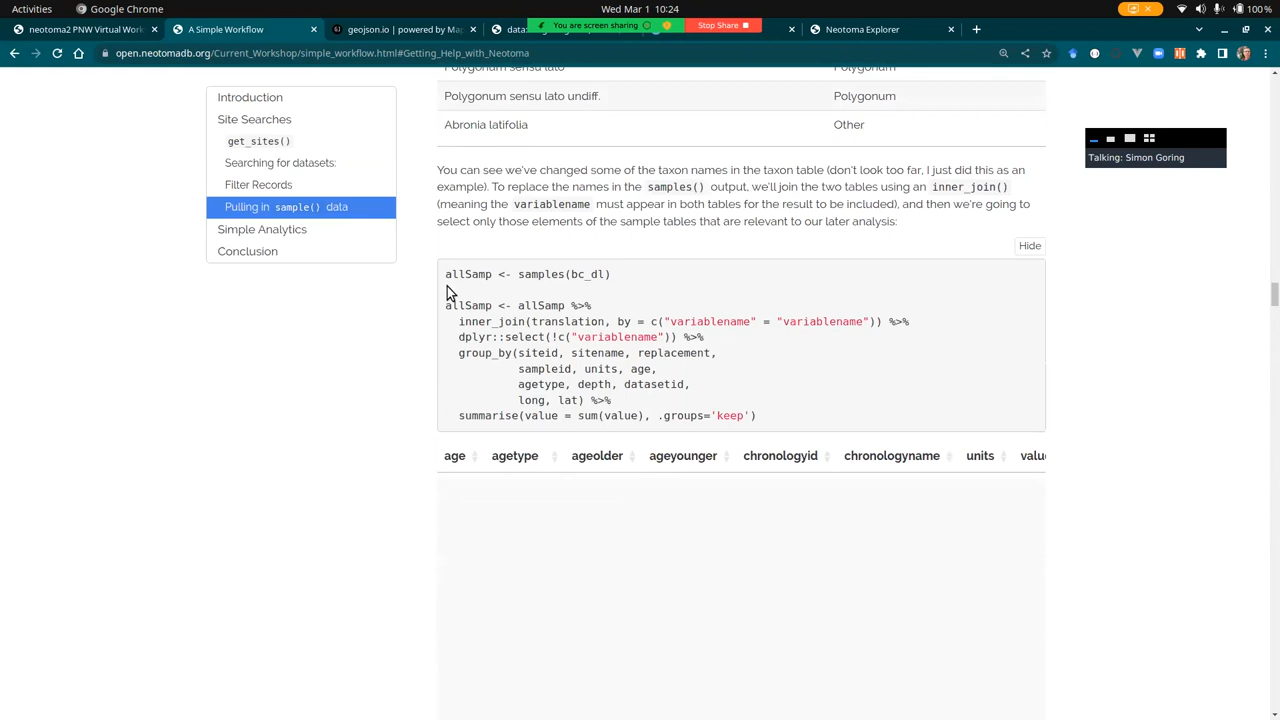 Activities
Google Chrome
Wed Mar 1 10:24
100 %
neotoma2 PNW Virtual Work
A Simple Workflow
geojson.io | powered by Ma
data:
You are screen sharing
Stop Share
Neotoma Explorer
open.neotomadb.org/Current_Workshop/simple_workflow.html#Getting_Help_with_Neotoma
Introduction
Site Searches
get_sites()
Searching for datasets:
Filter Records
Pulling in sample() data
Simple Analytics
Conclusion
Polygonum sensu lato Polygonum
Polygonum sensu lato undiff. Polygonum
Abronia latifolia Other
You can see we've changed some of the taxon names in the taxon table (don't look too far, I just did this as an
example). To replace the names in the samples() output, we'll join the two tables using an inner_join()
(meaning the variablename must appear in both tables for the result to be included), and then we're going to
select only those elements of the sample tables that are relevant to our later analysis:
Hide
allSamp <- samples(bc_dl)
allSamp <- allSamp %>%
inner_join(translation, by = c("variablename" = "variablename")) %>%
dplyr::select(!c("variablename")) %>%
group_by(siteid, sitename, replacement,
sampleid, units, age,
agetype, depth, datasetid,
long, lat) %>%
summarise(value = sum(value), .groups='keep')
age agetype ageolder ageyounger chronologyid chronologyname units value
Talking: Simon Goring